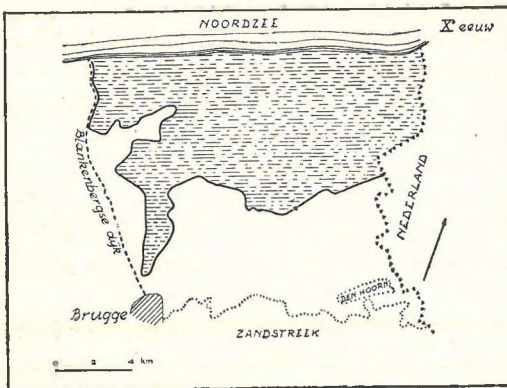 NOORDZEE
Xe eeuw
Blankenbergse dijk
NEDERLAND
DEN HOORN
Brugge
ZANDSTREEK
0 2 4 km